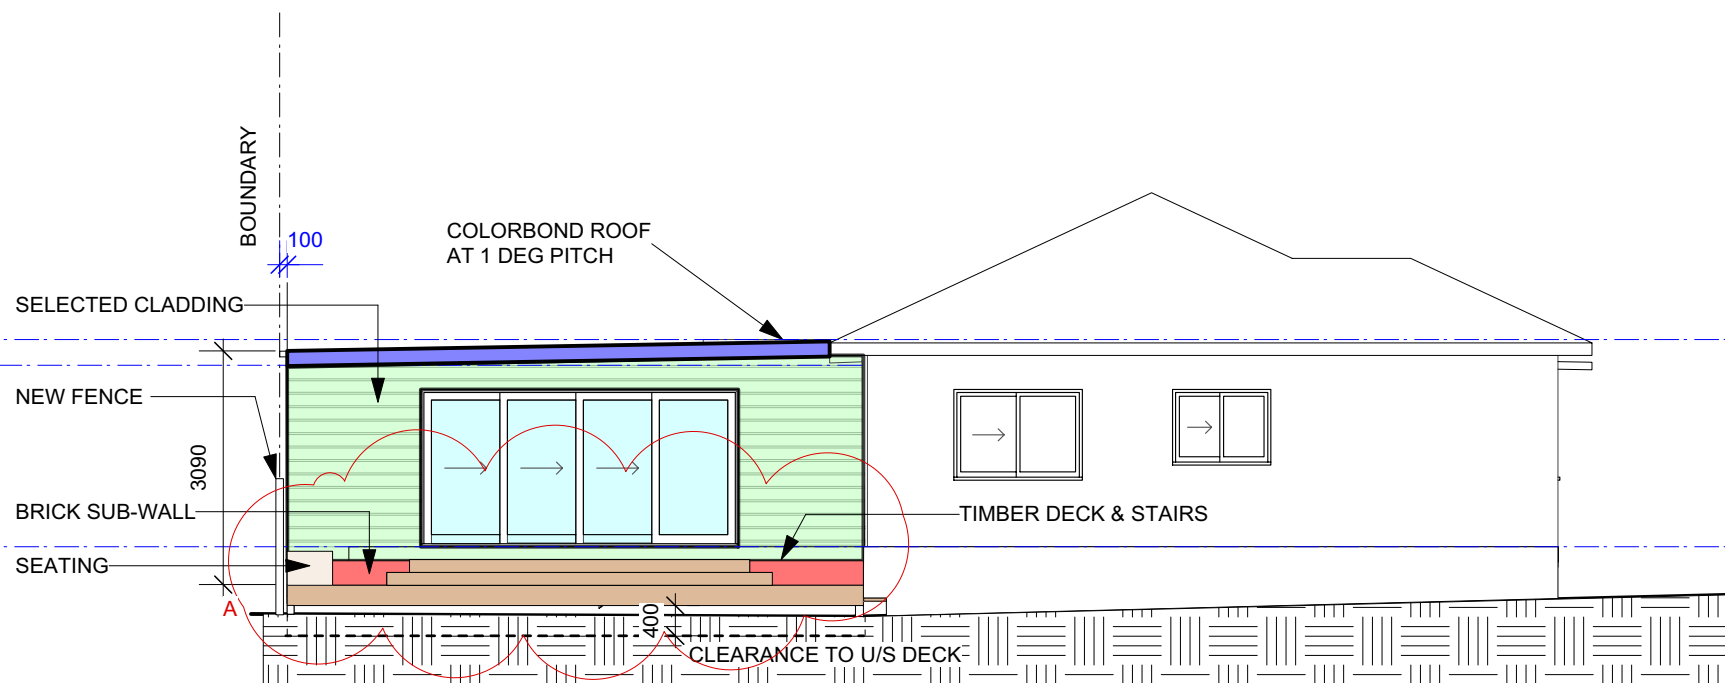 BOUNDARY
100
COLORBOND ROOF
AT 1 DEG PITCH
SELECTED CLADDING
NEW FENCE
3090
BRICK SUB-WALL
TIMBER DECK & STAIRS
SEATING
A
400
CLEARANCE TO U/S DECK